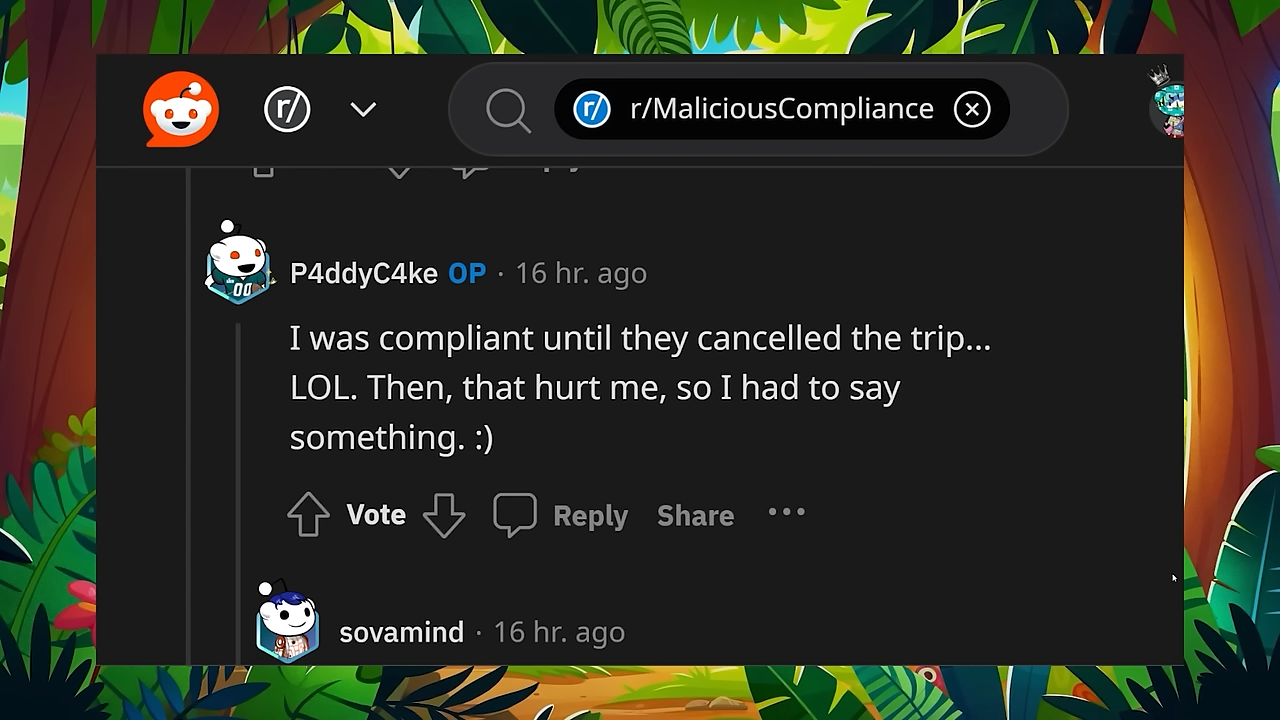 r/ r/ r/MaliciousCompliance
P4ddyC4ke OP · 16 hr. ago
I was compliant until they cancelled the trip...
LOL. Then, that hurt me, so I had to say
something. :)
Vote Reply Share ...
sovamind · 16 hr. ago
00